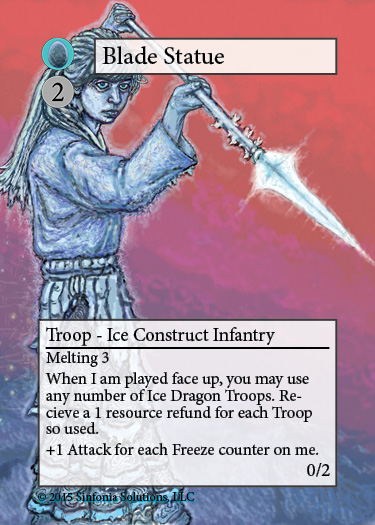 Blade Statue
2
Troop - Ice Construct Infantry
Melting 3
When I am played face up, you may use
any number of Ice Dragon Troops. Re-
cieve a 1 resource refund for each Troop
so used.
+1 Attack for each Freeze counter on me.
0/2
© 2015 Sinfonia Solutions, LLC